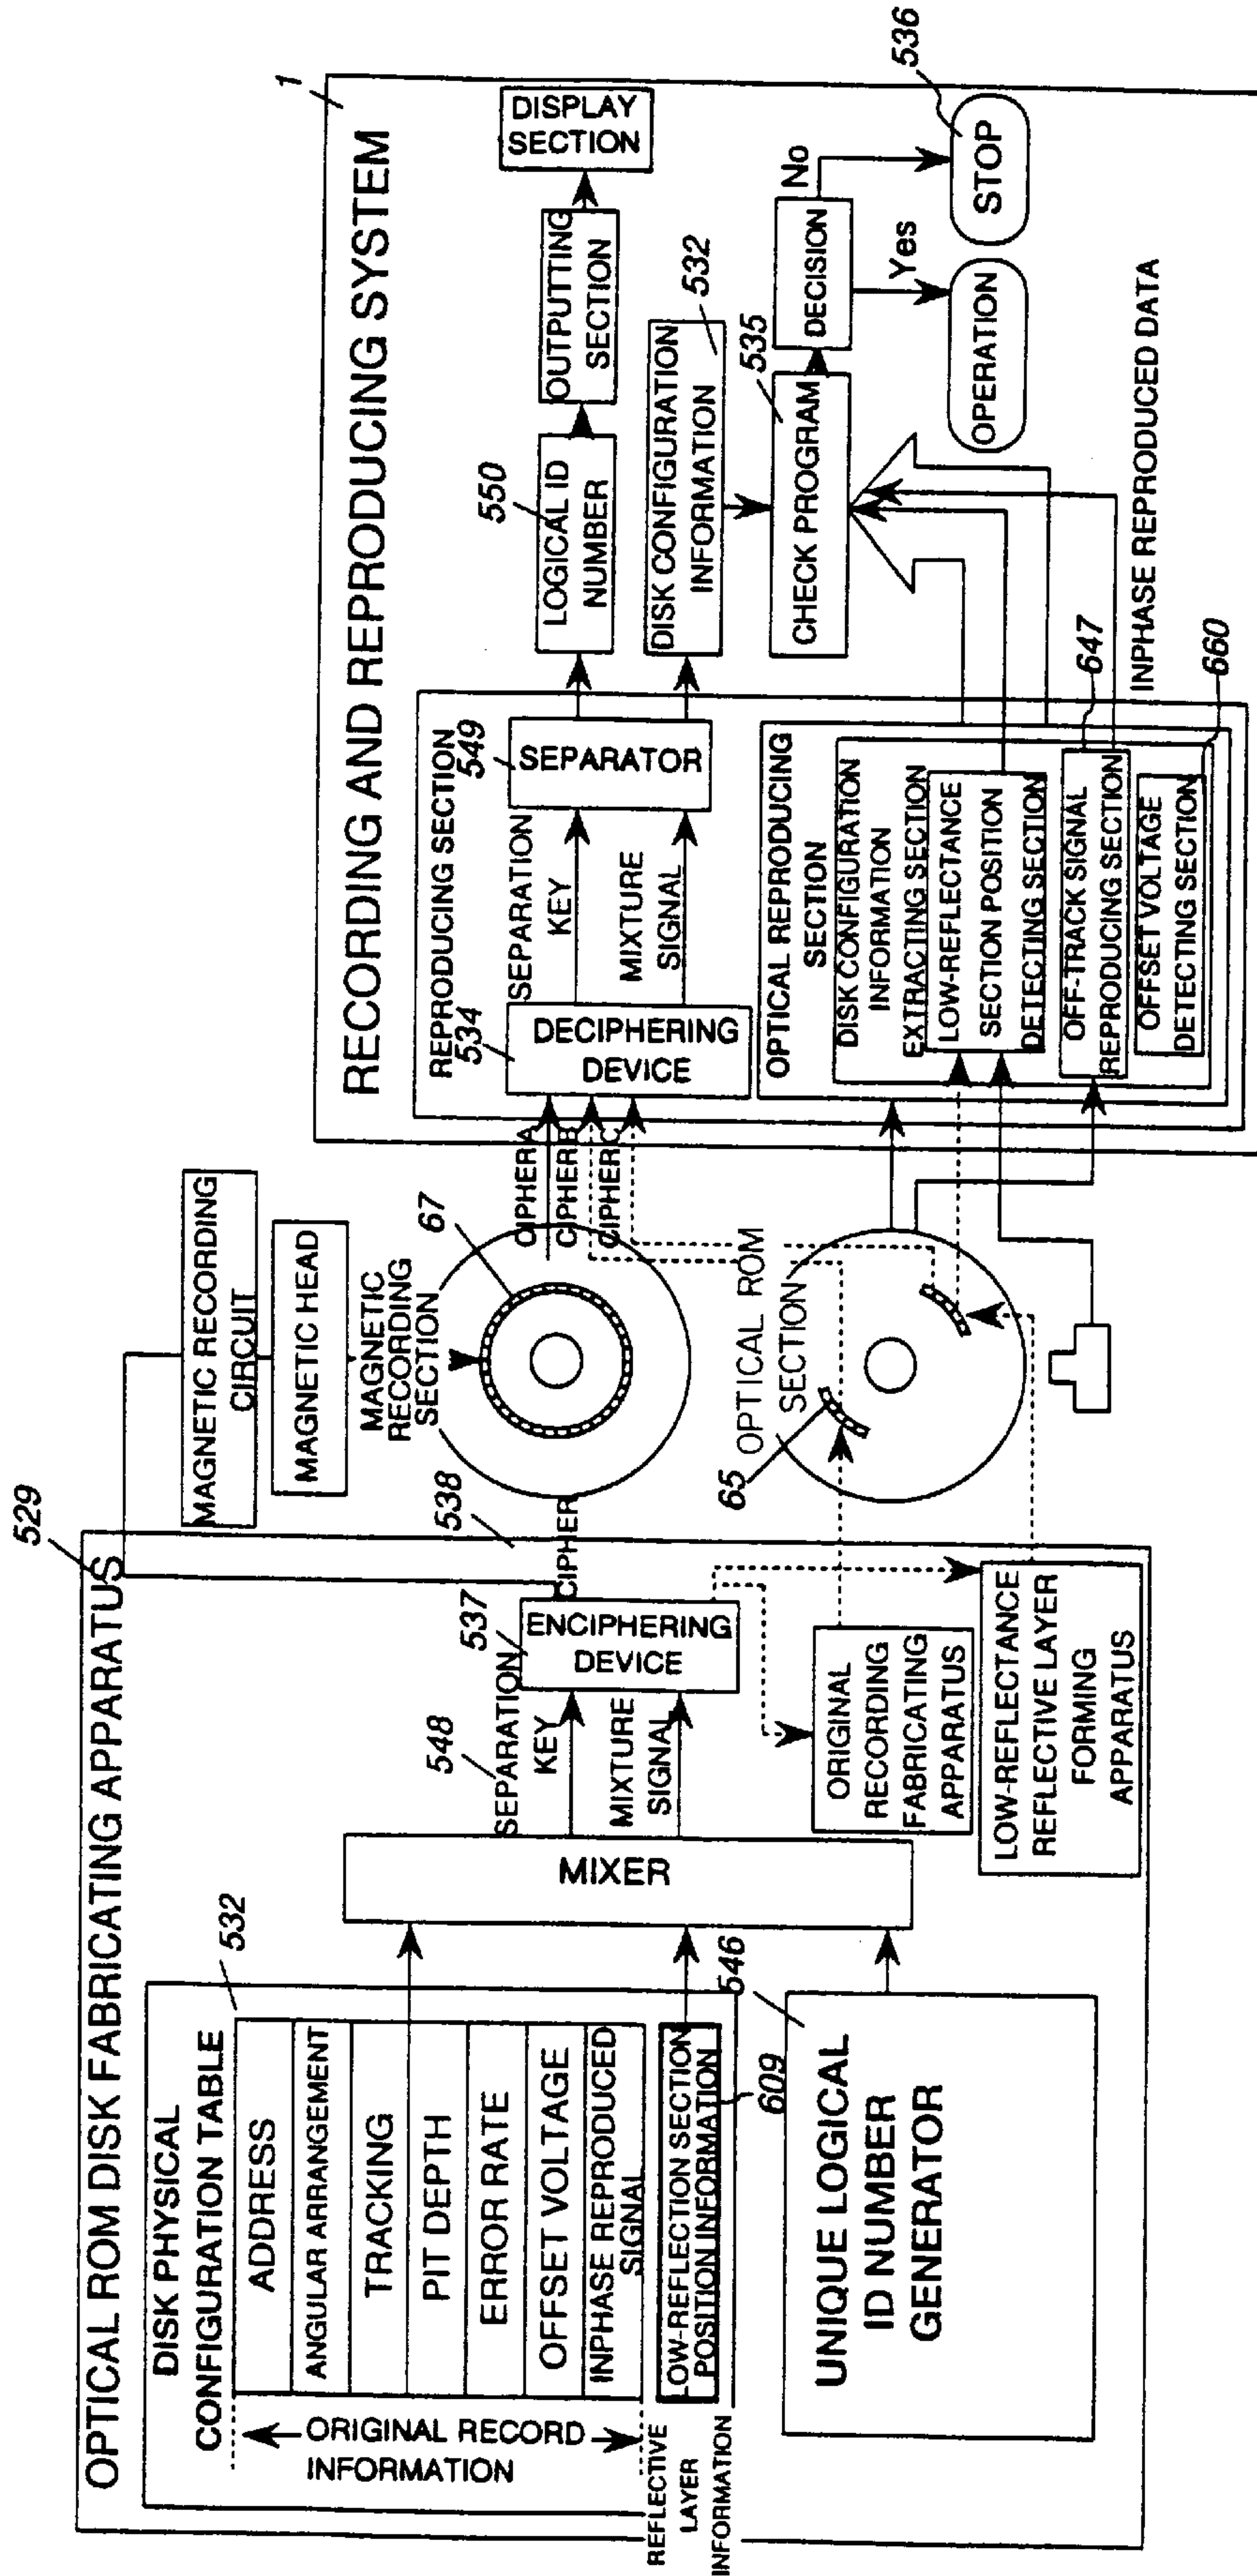 OPTICAL ROM DISK FABRICATING APPARATUS
529
DISK PHYSICAL
CONFIGURATION TABLE
532
ADDRESS
ANGULAR ARRANGEMENT
TRACKING
PIT DEPTH
ERROR RATE
OFFSET VOLTAGE
INPHASE REPRODUCED
SIGNAL
ORIGINAL RECORD
INFORMATION
REFLECTIVE
LAYER
INFORMATION
LOW-REFLECTION SECTION
POSITION INFORMATION
609
546
UNIQUE LOGICAL
ID NUMBER
GENERATOR
MIXER
548
SEPARATION
KEY
MIXTURE
SIGNAL
537
ENCIPHERING
DEVICE
CIPHER
538
ORIGINAL
RECORDING
FABRICATING
APPARATUS
LOW-REFLECTANCE
REFLECTIVE LAYER
FORMING
APPARATUS
MAGNETIC RECORDING
CIRCUIT
MAGNETIC HEAD
MAGNETIC
RECORDING
SECTION
67
CIPHER A
CIPHER B
CIPHER C
OPTICAL ROM
SECTION
65
1
RECORDING AND REPRODUCING SYSTEM
REPRODUCING SECTION
534
DECIPHERING
DEVICE
SEPARATION
KEY
MIXTURE
SIGNAL
549
SEPARATOR
550
LOGICAL ID
NUMBER
OUTPUTTING
SECTION
DISPLAY
SECTION
DISK CONFIGURATION
INFORMATION
532
CHECK PROGRAM
535
DECISION
No
Yes
STOP
536
OPERATION
OPTICAL REPRODUCING
SECTION
DISK CONFIGURATION
INFORMATION
EXTRACTING SECTION
LOW-REFLECTANCE
SECTION POSITION
DETECTING SECTION
OFF-TRACK SIGNAL
REPRODUCING SECTION
647
OFFSET VOLTAGE
DETECTING SECTION
660
INPHASE REPRODUCED DATA